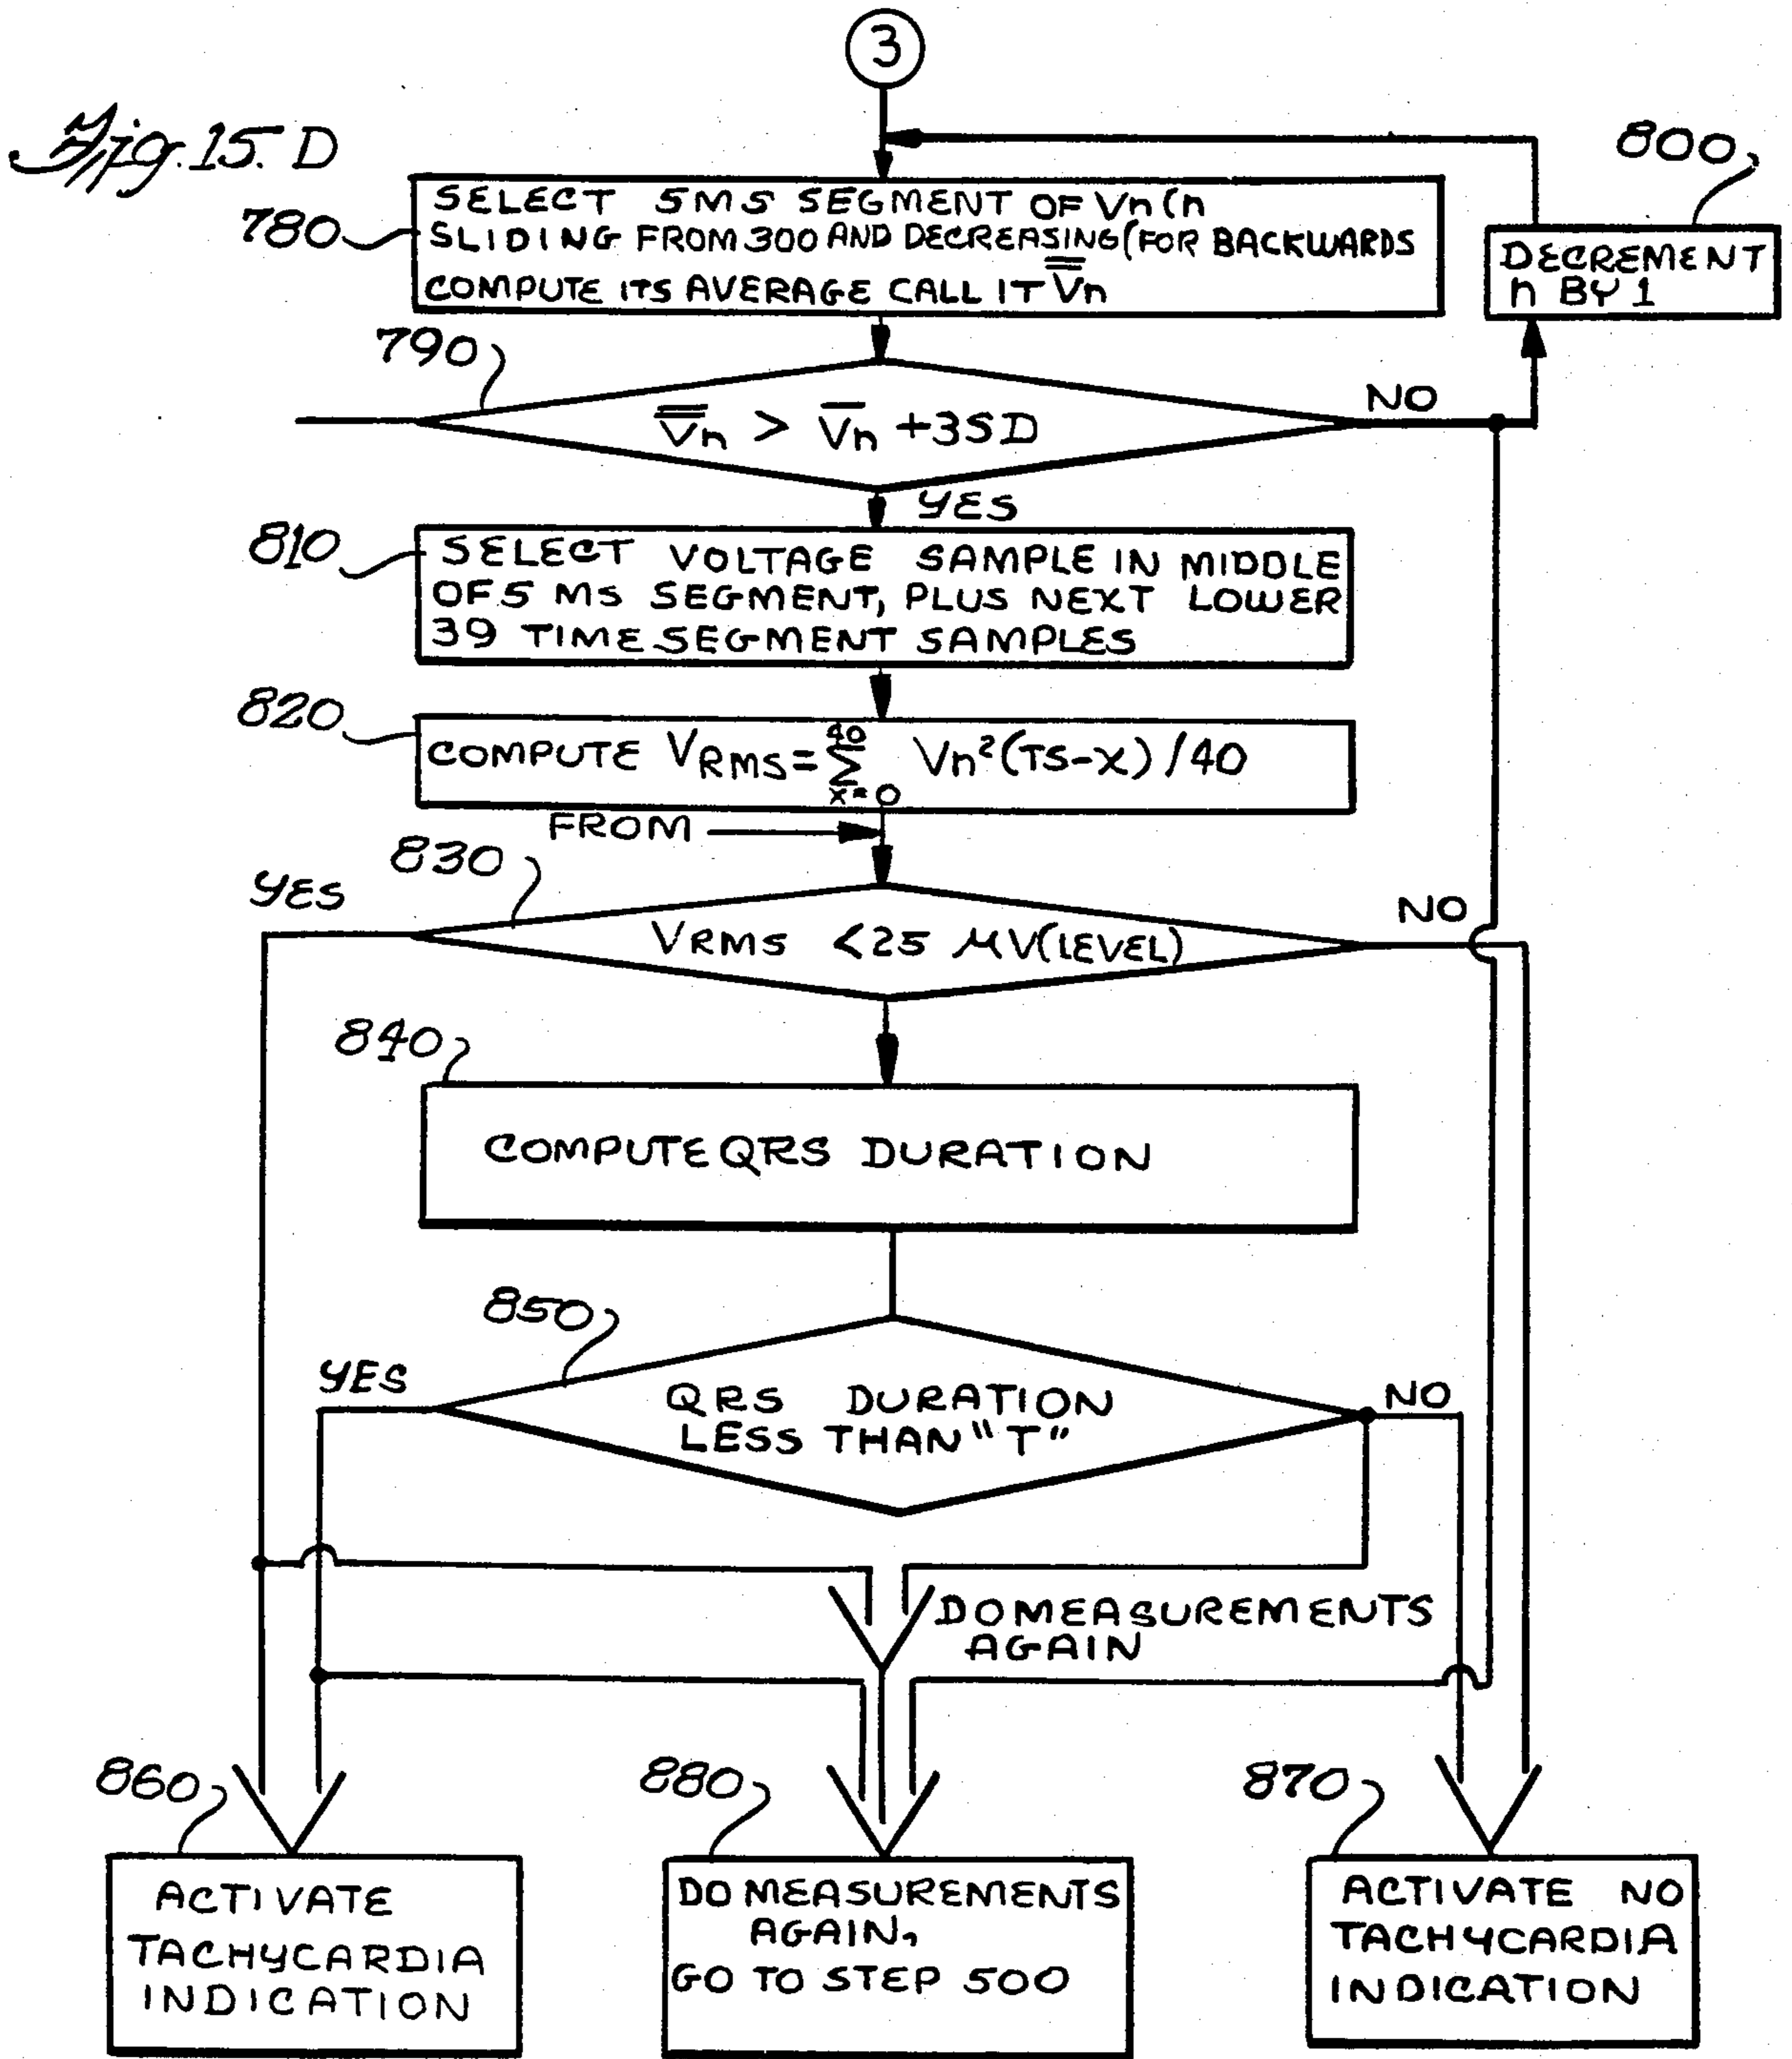 3
Fig. 15. D
800
780
SELECT 5MS SEGMENT OF Vn (n
SLIDING FROM 300 AND DECREASING (FOR BACKWARDS
COMPUTE ITS AVERAGE CALL IT V̿n
DECREMENT
n BY 1
790
V̿n > V̅n +3SD
NO
YES
810
SELECT VOLTAGE SAMPLE IN MIDDLE
OF 5 MS SEGMENT, PLUS NEXT LOWER
39 TIME SEGMENT SAMPLES
820
COMPUTE VRMS = 40 Σ x=0 Vn²(TS-X)/40
FROM
830
YES
VRMS <25 μV(LEVEL)
NO
840
COMPUTE QRS DURATION
850
YES
QRS DURATION
LESS THAN "T"
NO
DO MEASUREMENTS
AGAIN
860
ACTIVATE
TACHYCARDIA
INDICATION
880
DO MEASUREMENTS
AGAIN,
GO TO STEP 500
870
ACTIVATE NO
TACHYCARDIA
INDICATION